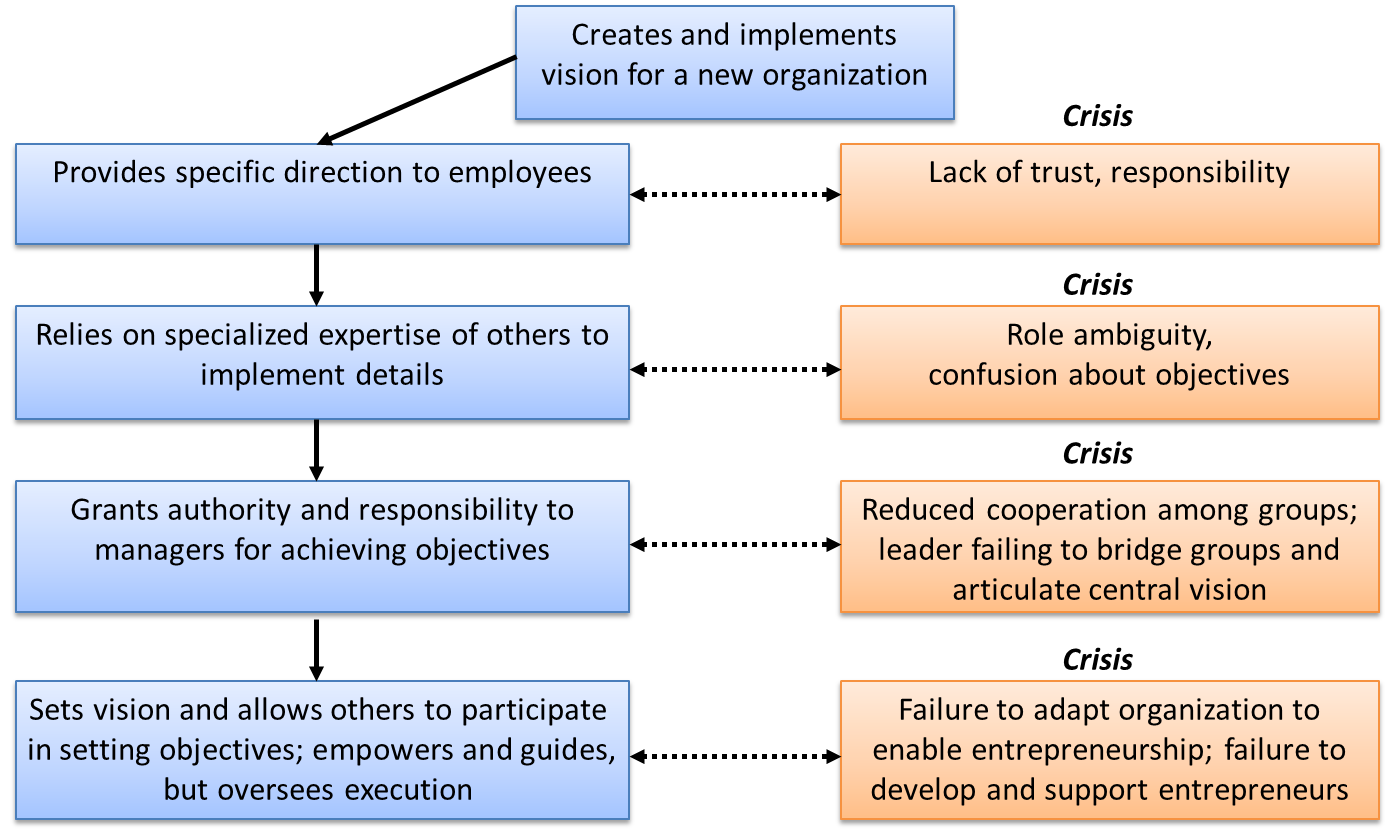 Creates and implements
vision for a new organization
Crisis
Provides specific direction to employees
Lack of trust, responsibility
Crisis
Relies on specialized expertise of others to
implement details
Role ambiguity,
confusion about objectives
Crisis
Grants authority and responsibility to
managers for achieving objectives
Reduced cooperation among groups;
leader failing to bridge groups and
articulate central vision
Crisis
Sets vision and allows others to participate
in setting objectives; empowers and guides,
but oversees execution
Failure to adapt organization to
enable entrepreneurship; failure to
develop and support entrepreneurs